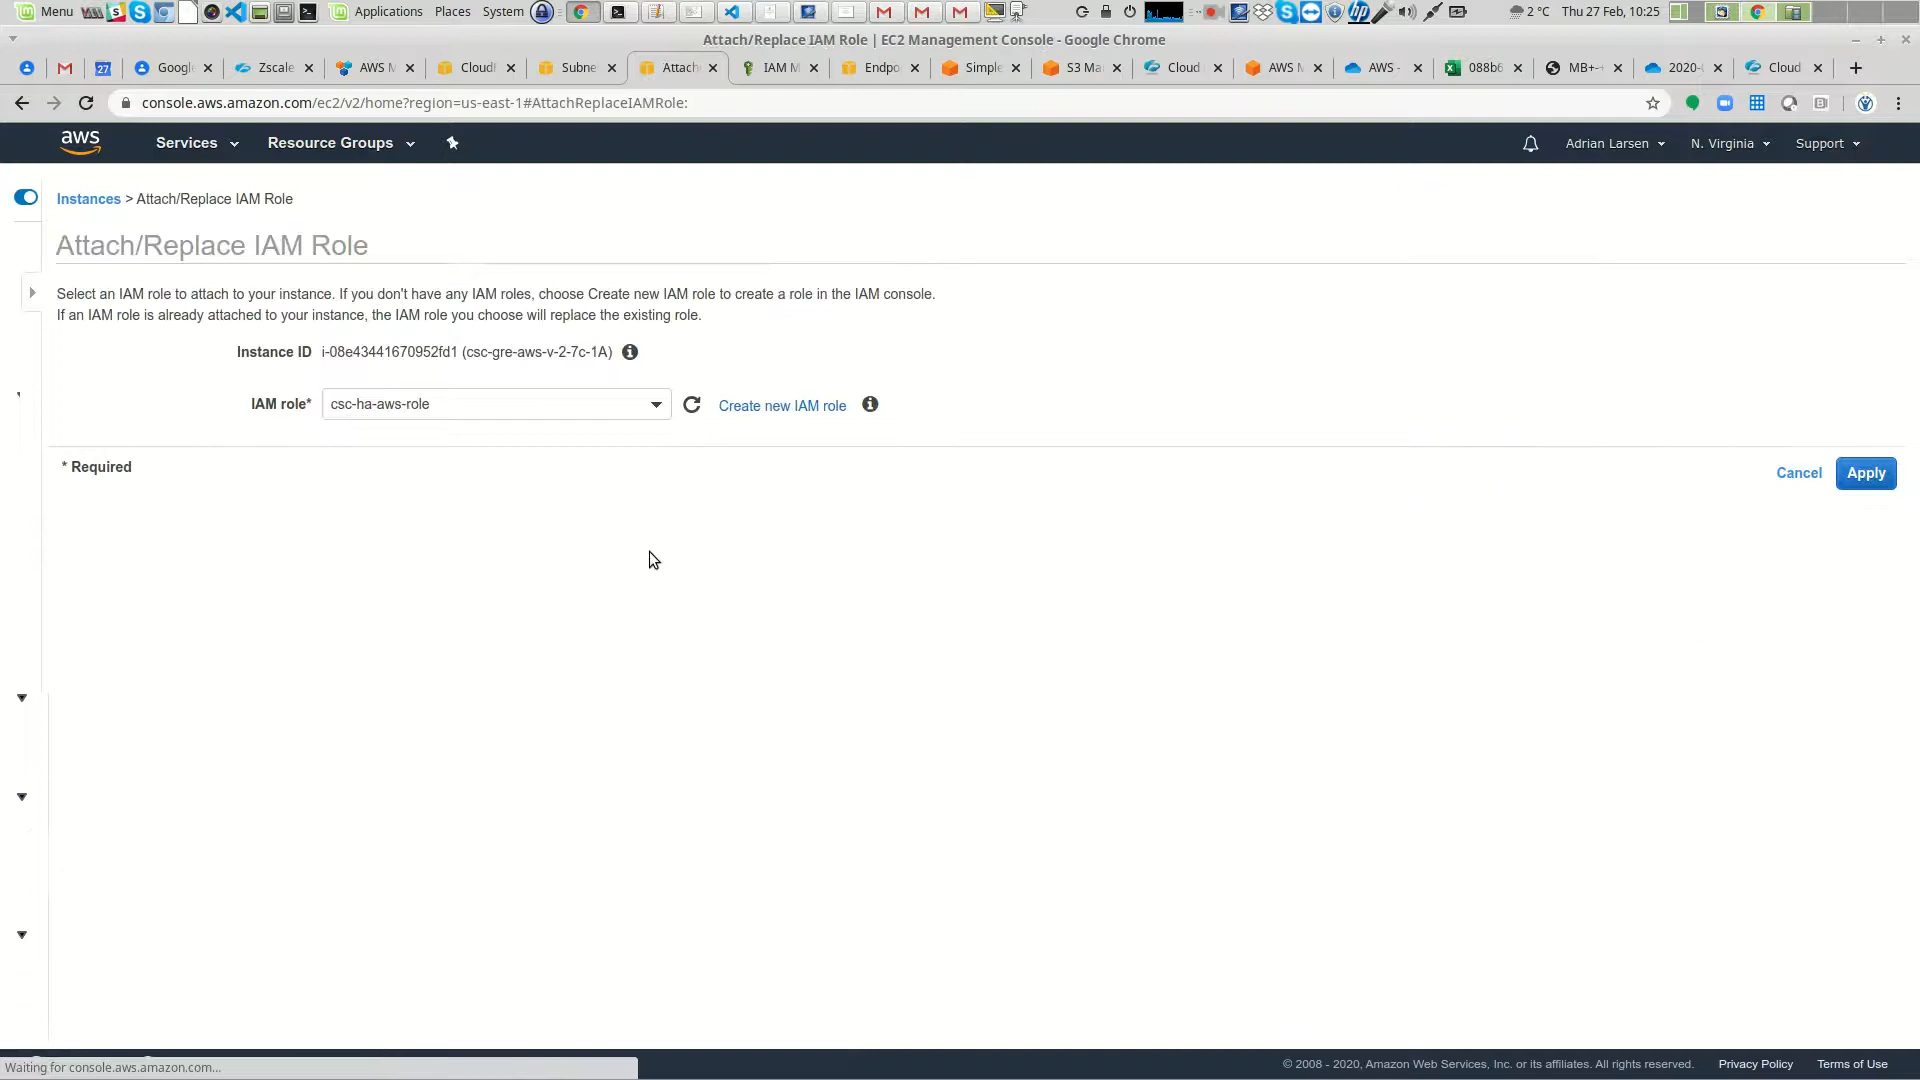 Menu Applications Places System 2 °C Thu 27 Feb, 10:25
Attach/Replace IAM Role | EC2 Management Console - Google Chrome
27 Googl Zscale AWS M Cloud Subne Attach IAM M Endpo Simple S3 Ma Cloud AWS M AWS - 088b6 MB+- 2020- Cloud
console.aws.amazon.com/ec2/v2/home?region=us-east-1#AttachReplaceIAMRole:
aws Services Resource Groups Adrian Larsen N. Virginia Support
Instances > Attach/Replace IAM Role
Attach/Replace IAM Role
Select an IAM role to attach to your instance. If you don't have any IAM roles, choose Create new IAM role to create a role in the IAM console.
If an IAM role is already attached to your instance, the IAM role you choose will replace the existing role.
Instance ID i-08e43441670952fd1 (csc-gre-aws-v-2-7c-1A)
IAM role* csc-ha-aws-role Create new IAM role
* Required
Cancel Apply
Waiting for console.aws.amazon.com...
© 2008 - 2020, Amazon Web Services, Inc. or its affiliates. All rights reserved. Privacy Policy Terms of Use